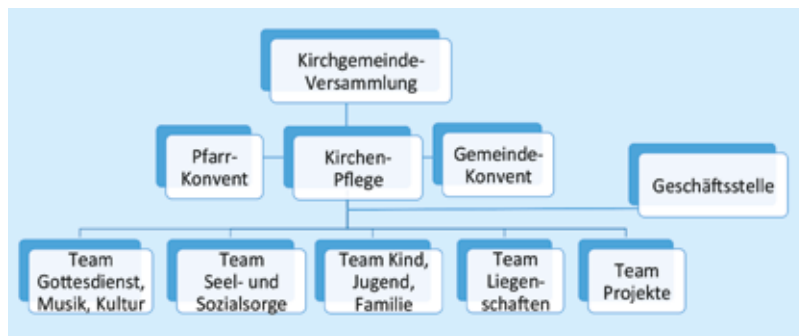 Kirchgemeinde-
Versammlung
Pfarr-
Konvent
Kirchen-
Pflege
Gemeinde-
Konvent
Geschäftsstelle
Team
Gottesdienst,
Musik, Kultur
Team
Seel- und
Sozialsorge
Team Kind,
Jugend,
Familie
Team
Liegen-
schaften
Team
Projekte